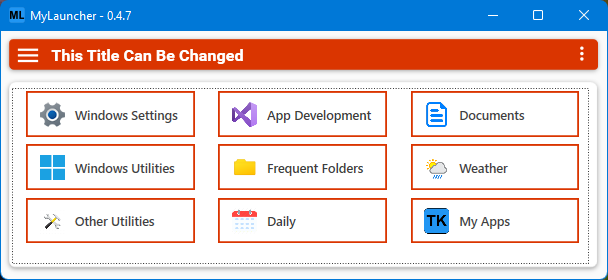 ML MyLauncher - 0.4.7
This Title Can Be Changed
Windows Settings
App Development
Documents
Windows Utilities
Frequent Folders
Weather
Other Utilities
Daily
TK My Apps